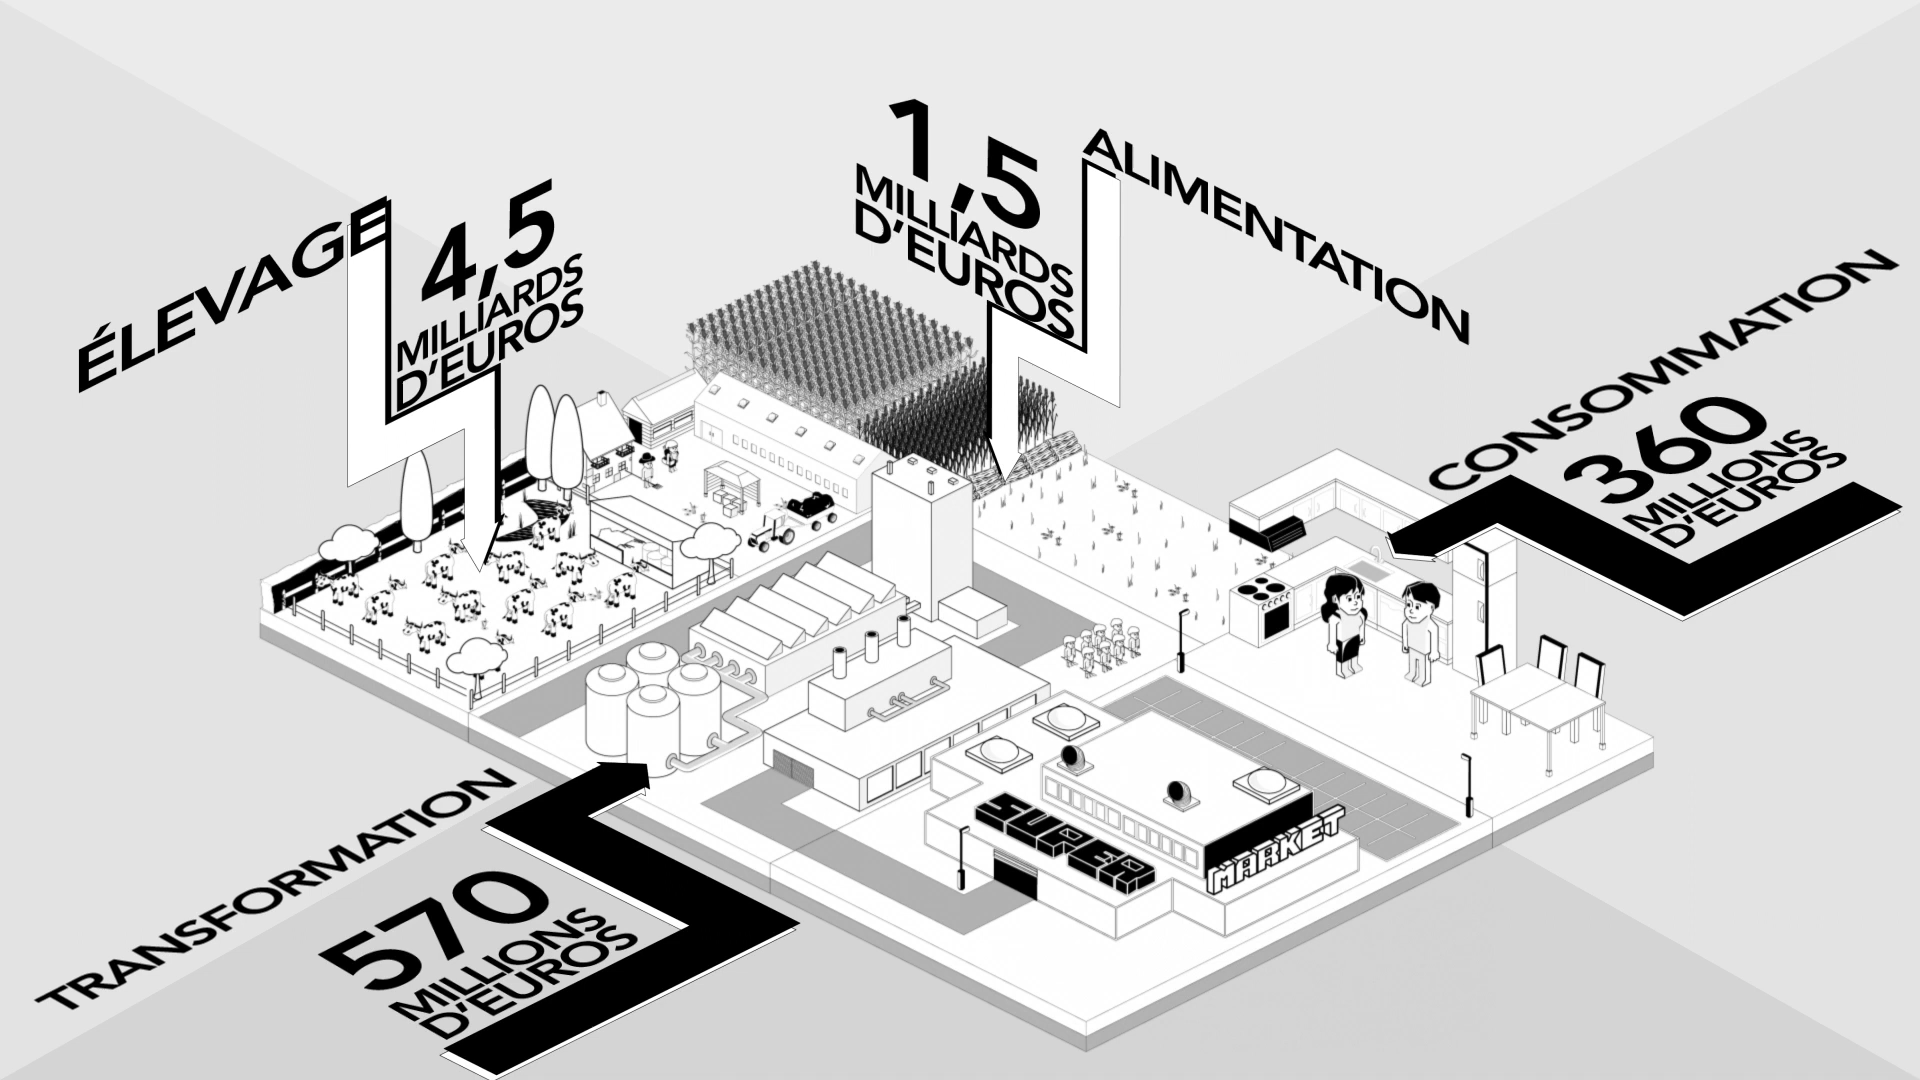 ÉLEVAGE
4,5
MILLIARDS
D'EUROS
1,5
MILLIARDS
D'EUROS
ALIMENTATION
CONSOMMATION
360
MILLIONS
D'EUROS
TRANSFORMATION
570
MILLIONS
D'EUROS
SUPER
MARKET